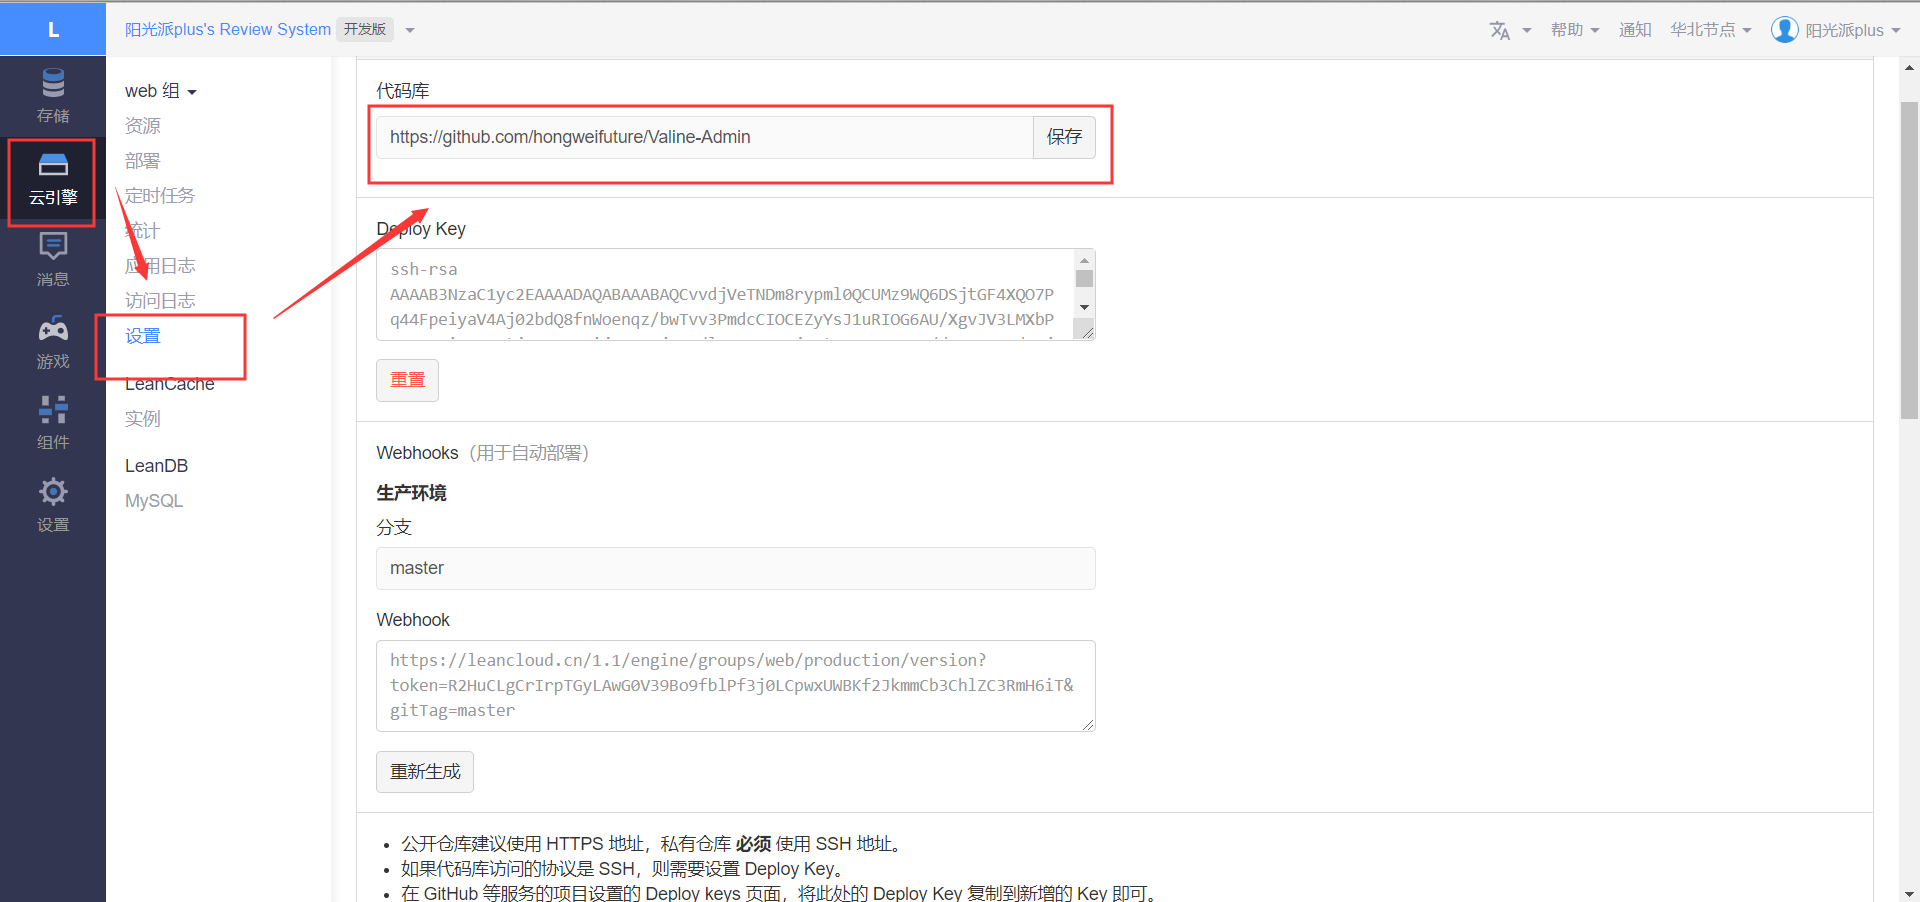 L
阳光派plus's Review System 开发版
帮助
通知
华北节点
阳光派plus
存储
云引擎
消息
游戏
组件
设置
web 组
资源
部署
定时任务
统计
应用日志
访问日志
设置
LeanCache
实例
LeanDB
MySQL
代码库
https://github.com/hongweifuture/Valine-Admin
保存
Deploy Key
ssh-rsa
AAAAB3NzaC1yc2EAAAADAQABAAABAQCvvdjVeTNDm8rypml0QCUMz9WQ6DSjtGF4XQO7P
q44FpeiyaV4Aj02bdQ8fnWoenqz/bwTvv3PmdcCIOCEZyYsJ1uRIOG6AU/XgvJV3LMXbP
重置
Webhooks（用于自动部署）
生产环境
分支
master
Webhook
https://leancloud.cn/1.1/engine/groups/web/production/version?
token=R2HuCLgCrIrpTGyLAwG0V39Bo9fblPf3j0LCpwxUWBKf2JkmmCb3ChlZC3RmH6iT&
gitTag=master
重新生成
• 公开仓库建议使用 HTTPS 地址，私有仓库 必须 使用 SSH 地址。
• 如果代码库访问的协议是 SSH，则需要设置 Deploy Key。
• 在 GitHub 等服务的项目设置的 Deploy keys 页面，将此处的 Deploy Key 复制到新增的 Key 即可。